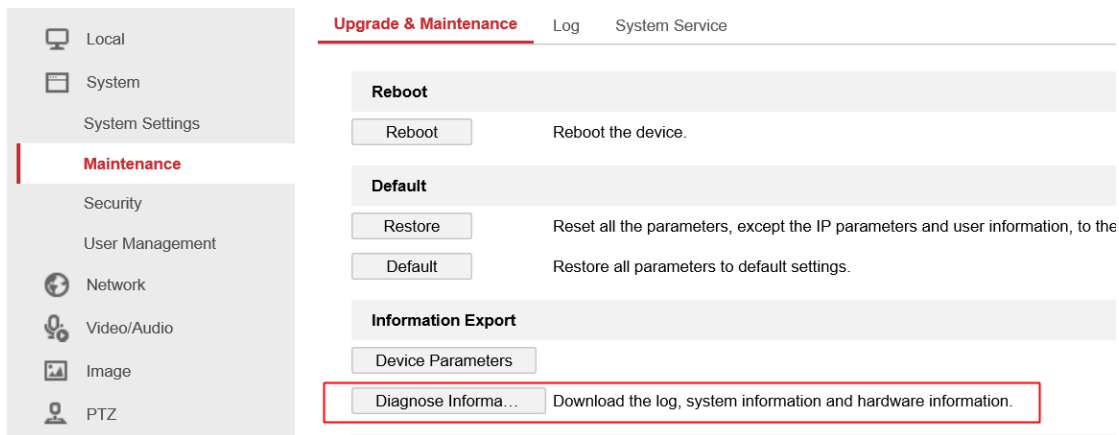 Local
System
System Settings
Maintenance
Security
User Management
Network
Video/Audio
Image
PTZ
Upgrade & Maintenance Log System Service
Reboot
Reboot Reboot the device.
Default
Restore Reset all the parameters, except the IP parameters and user information, to the
Default Restore all parameters to default settings.
Information Export
Device Parameters
Diagnose Informa... Download the log, system information and hardware information.